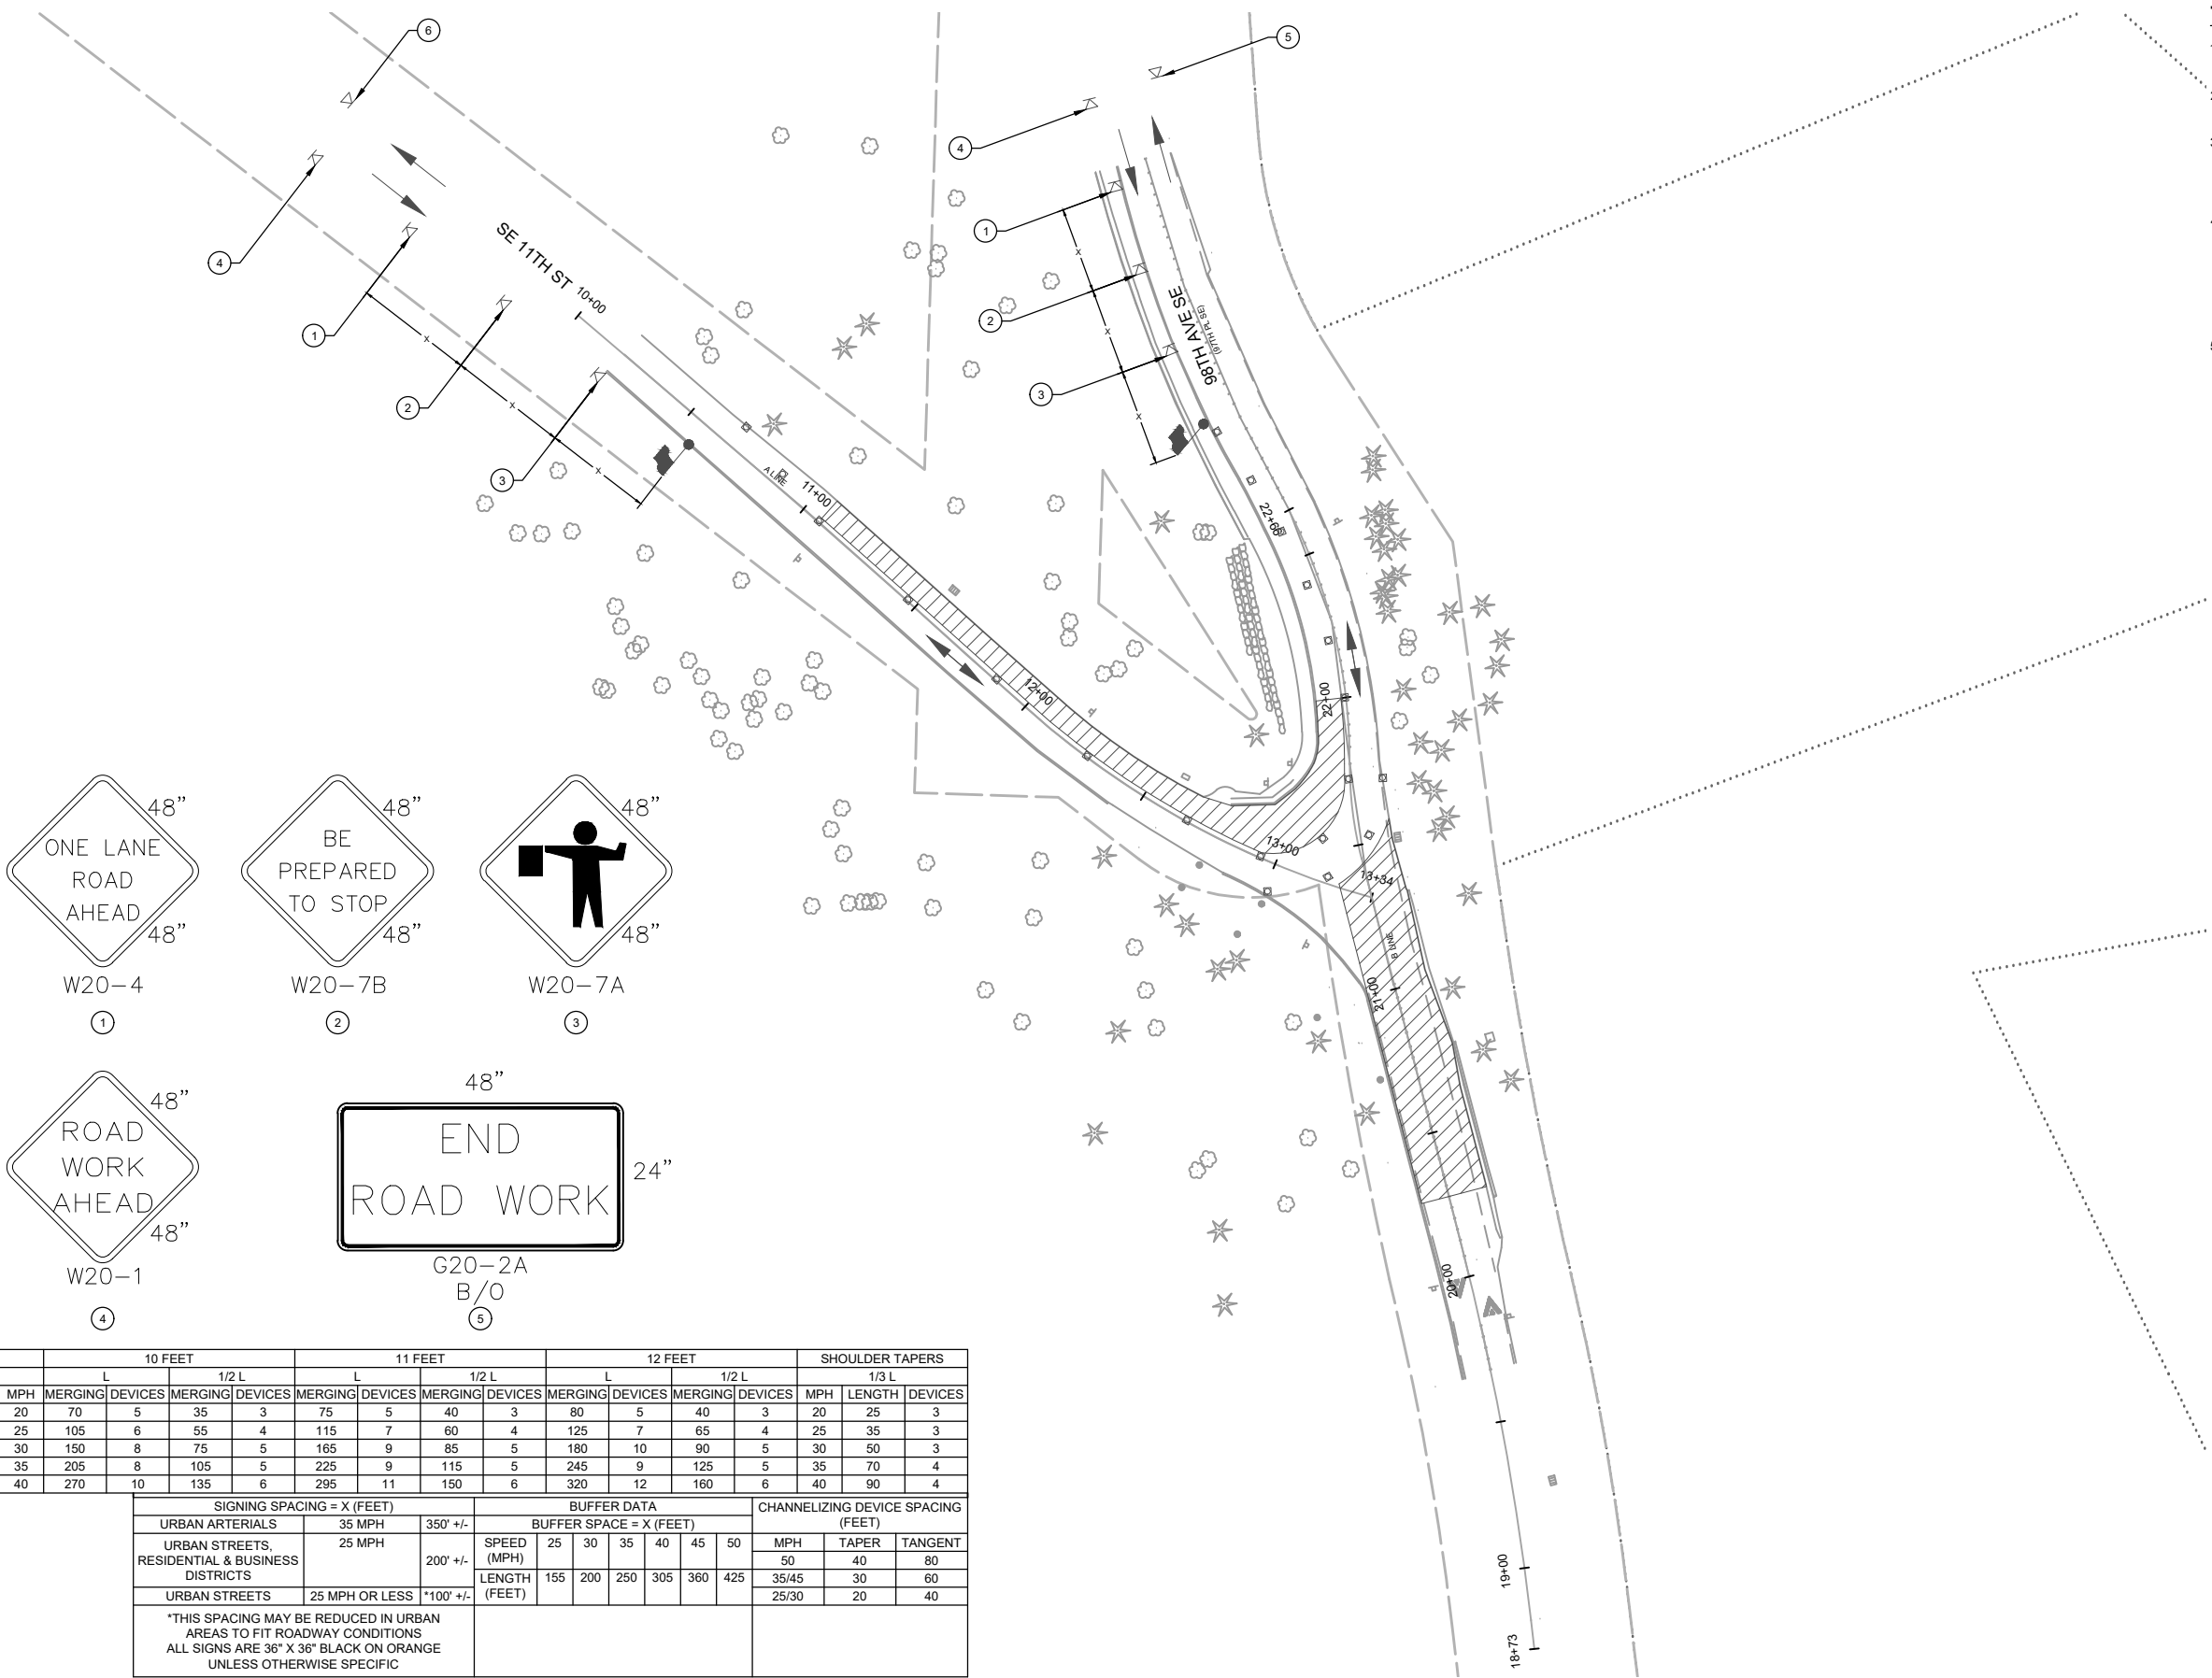 6
5
4
4
1
1
2
2
3
3
x
x
x
x
x
x
SE 11TH ST
10+00
98TH AVE SE
(97TH PL SE)
A LINE
11+00
12+00
13+00
13+34
22+66
22+00
B LINE
21+00
20+00
19+00
18+73
ONE LANE
ROAD
AHEAD
48"
48"
W20-4
1
BE
PREPARED
TO STOP
48"
48"
W20-7B
2
48"
48"
W20-7A
3
ROAD
WORK
AHEAD
48"
48"
W20-1
4
48"
END
ROAD WORK
24"
G20-2A
B/O
5
10 FEET 11 FEET 12 FEET SHOULDER TAPERS
L 1/2 L L 1/2 L L 1/2 L 1/3 L
MPH MERGING DEVICES MERGING DEVICES MERGING DEVICES MERGING DEVICES MERGING DEVICES MERGING DEVICES MPH LENGTH DEVICES
20 70 5 35 3 75 5 40 3 80 5 40 3 20 25 3
25 105 6 55 4 115 7 60 4 125 7 65 4 25 35 3
30 150 8 75 5 165 9 85 5 180 10 90 5 30 50 3
35 205 8 105 5 225 9 115 5 245 9 125 5 35 70 4
40 270 10 135 6 295 11 150 6 320 12 160 6 40 90 4
SIGNING SPACING = X (FEET)
URBAN ARTERIALS 35 MPH 350' +/-
URBAN STREETS,
RESIDENTIAL & BUSINESS
DISTRICTS
25 MPH
200' +/-
URBAN STREETS 25 MPH OR LESS *100' +/-
*THIS SPACING MAY BE REDUCED IN URBAN
AREAS TO FIT ROADWAY CONDITIONS
ALL SIGNS ARE 36" X 36" BLACK ON ORANGE
UNLESS OTHERWISE SPECIFIC
BUFFER DATA
BUFFER SPACE = X (FEET)
SPEED
(MPH)
25 30 35 40 45 50
LENGTH
(FEET)
155 200 250 305 360 425
CHANNELIZING DEVICE SPACING
(FEET)
MPH TAPER TANGENT
50 40 80
35/45 30 60
25/30 20 40